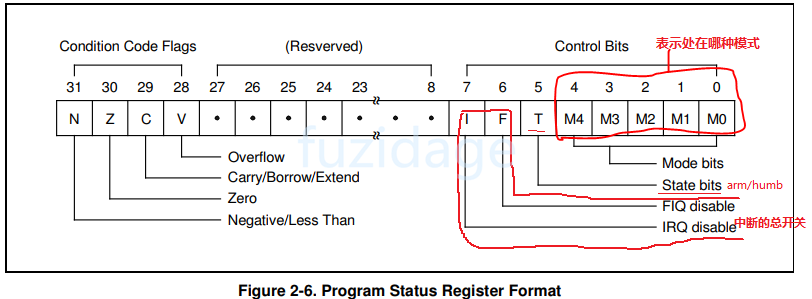 Condition Code Flags (Resverved) Control Bits 表示处在哪种模式
31 30 29 28 27 26 25 24 23 8 7 6 5 4 3 2 1 0
N Z C V • • • • • • • I F T M4 M3 M2 M1 M0
fuzidage
Overflow
Carry/Borrow/Extend
Zero
Negative/Less Than
Mode bits
State bits arm/humb
FIQ disable
IRQ disable 中断的总开关
Figure 2-6. Program Status Register Format